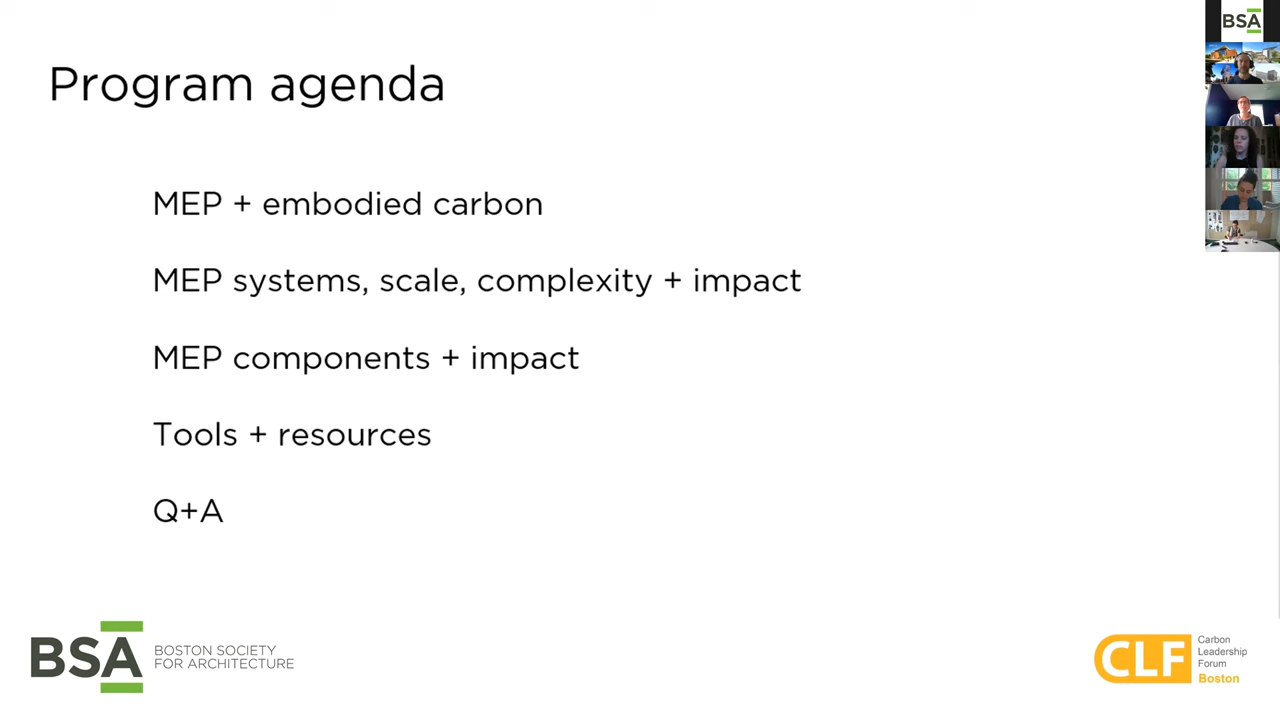 BSA
Program agenda
MEP + embodied carbon
MEP systems, scale, complexity + impact
MEP components + impact
Tools + resources
Q+A
BSA
BOSTON SOCIETY
FOR ARCHITECTURE
CLF
Carbon
Leadership
Forum
Boston